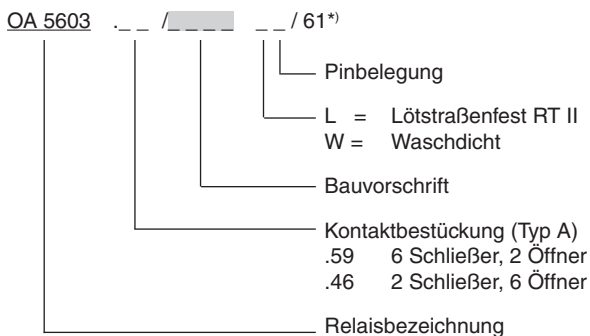 OA 5603 ._ _ /_ _ _ _ _ _ / 61*)
Pinbelegung
L = Lötstraßenfest RT II
W = Waschdicht
Bauvorschrift
Kontaktbestückung (Typ A)
.59 6 Schließer, 2 Öffner
.46 2 Schließer, 6 Öffner
Relaisbezeichnung